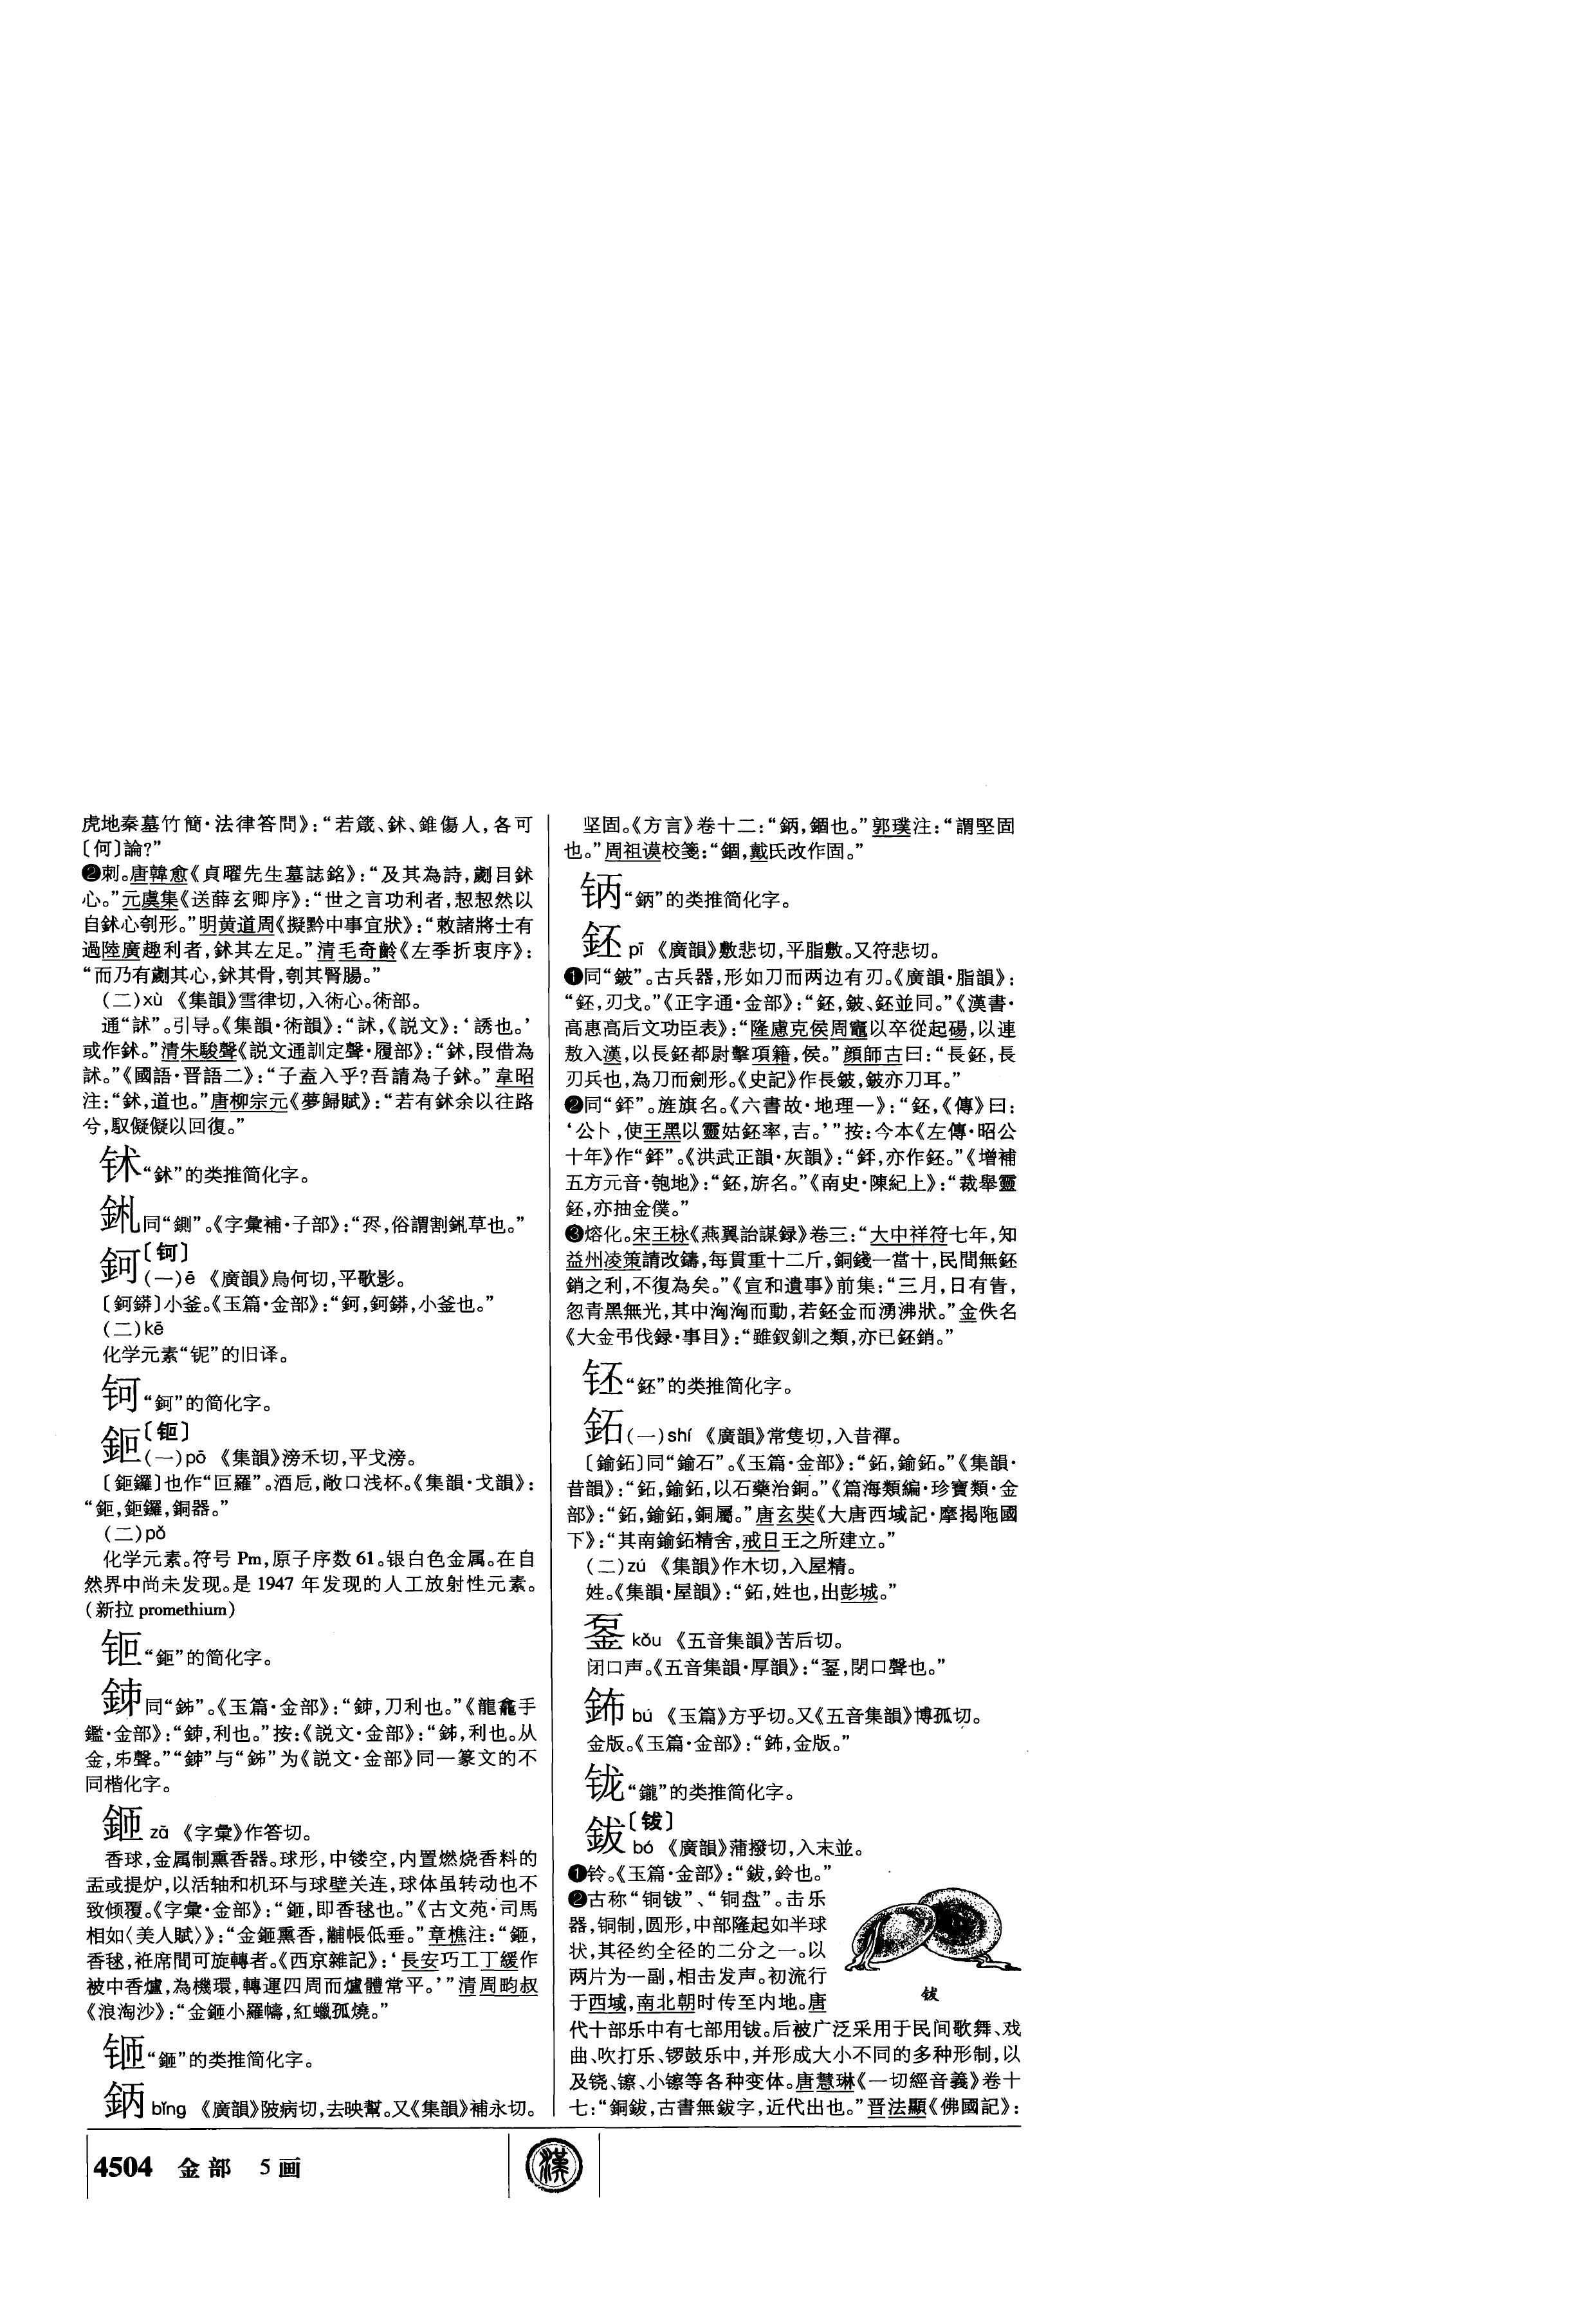 虎地秦墓竹簡·法律答問》：“若箴、鉥、錐傷人，各可
〔何〕論？”
❷刺。唐韓愈《貞曜先生墓誌銘》：“及其為詩，劌目鉥
心。”元虞集《送薛玄卿序》：“世之言功利者，恝恝然以
自鉥心刳形。”明黄道周《擬黔中事宜狀》：“敕諸將士有
過陸廣趣利者，鉥其左足。”清毛奇齡《左季折衷序》：
“而乃有劌其心，鉥其骨，刳其腎腸。”
（二）xù 《集韻》雪律切，入術心。術部。
通“訹”。引导。《集韻·術韻》：“訹，《説文》：‘誘也。’
或作鉥。”清朱駿聲《説文通訓定聲·履部》：“鉥，叚借為
訹。”《國語·晋語二》：“子盍入乎？吾請為子鉥。”韋昭
注：“鉥，道也。”唐柳宗元《夢歸賦》：“若有鉥余以往路
兮，馭儗儗以回復。”
𬬸“鉥”的类推简化字。
釓同“鍘”。《字彙補·子部》：“，俗謂割草也。”
鈳〔钶〕
（一）ē 《廣韻》烏何切，平歌影。
〔鈳䥈〕小釜。《玉篇·金部》：“鈳，鈳䥈，小釜也。”
（二）kē
化学元素“铌”的旧译。
钶“鈳”的简化字。
鉕〔钷〕
（一）pō 《集韻》滂禾切，平戈滂。
〔鉕鑼〕也作“叵羅”。酒卮，敞口浅杯。《集韻·戈韻》：
“鉕，鉕鑼，銅器。”
（二）pǒ
化学元素。符号 Pm，原子序数 61。银白色金属。在自
然界中尚未发现。是 1947 年发现的人工放射性元素。
（新拉 promethium）
钷“鉕”的简化字。
同“鈰”。《玉篇·金部》：“，刀利也。”《龍龕手
鑑·金部》：“，利也。”按：《説文·金部》：“，利也。从
金，聲。”“”与“”为《説文·金部》同一篆文的不
同楷化字。
鉔 zā 《字彙》作答切。
香球，金属制熏香器。球形，中镂空，内置燃烧香料的
盂或提炉，以活轴和机环与球壁关连，球体虽转动也不
致倾覆。《字彙·金部》：“鉔，即香毬也。”《古文苑·司馬
相如〈美人賦〉》：“金鉔熏香，黼帳低垂。”章樵注：“鉔，
香毬，衽席間可旋轉者。《西京雜記》：‘長安巧工丁緩作
被中香爐，為機環，轉運四周而爐體常平。’”清周昀叔
《浪淘沙》：“金鉔小羅幬，紅蠟孤燒。”
“鉔”的类推简化字。
鈵 bǐng 《廣韻》陂病切，去映幫。又《集韻》補永切。
坚固。《方言》卷十二：“鈵，錮也。”郭璞注：“謂堅固
也。”周祖谟校箋：“錮，戴氏改作固。”
“鈵”的类推简化字。
鉟 pī 《廣韻》敷悲切，平脂敷。又符悲切。
❶同“鈹”。古兵器，形如刀而两边有刃。《廣韻·脂韻》：
“鉟，刃戈。”《正字通·金部》：“鉟，鈹、鉟並同。”《漢書·
高惠高后文功臣表》：“隆慮克侯周竈以卒從起碭，以連
敖入漢，以長鉟都尉擊項籍，侯。”顔師古曰：“長鉟，長
刃兵也，為刀而劍形。《史記》作長鈹，鈹亦刀耳。”
❷同“銔”。旌旗名。《六書故·地理一》：“鉟，《傳》曰：
‘公卜，使王黑以靈姑鉟率，吉。’”按：今本《左傳·昭公
十年》作“銔”。《洪武正韻·灰韻》：“銔，亦作鉟。”《增補
五方元音·匏地》：“鉟，旂名。”《南史·陳紀上》：“裁舉靈
鉟，亦抽金僕。”
❸熔化。宋王栐《燕翼詒謀録》卷三：“大中祥符七年，知
益州凌策請改鑄，每貫重十二斤，銅錢一當十，民間無鉟
銷之利，不復為矣。”《宣和遺事》前集：“三月，日有眚，
忽青黑無光，其中洶洶而動，若鉟金而湧沸狀。”金佚名
《大金弔伐録·事目》：“雖釵釧之類，亦已鉟銷。”
“鉟”的类推简化字。
鉐（一）shí 《廣韻》常隻切，入昔禪。
〔鍮鉐〕同“鍮石”。《玉篇·金部》：“鉐，鍮鉐。”《集韻·
昔韻》：“鉐，鍮鉐，以石藥治銅。”《篇海類編·珍寶類·金
部》：“鉐，鍮鉐，銅屬。”唐玄奘《大唐西域記·摩揭陁國
下》：“其南鍮鉐精舍，戒日王之所建立。”
（二）zú 《集韻》作木切，入屋精。
姓。《集韻·屋韻》：“鉐，姓也，出彭城。”
kǒu 《五音集韻》苦后切。
闭口声。《五音集韻·厚韻》：“，閉口聲也。”
鈽 bú 《玉篇》方乎切。又《五音集韻》博孤切。
金版。《玉篇·金部》：“鈽，金版。”
“鑨”的类推简化字。
鈸〔钹〕
bó 《廣韻》蒲撥切，入末並。
❶铃。《玉篇·金部》：“鈸，鈴也。”
❷古称“铜钹”、“铜盘”。击乐
器，铜制，圆形，中部隆起如半球
状，其径约全径的二分之一。以
两片为一副，相击发声。初流行
于西域，南北朝时传至内地。唐
钹
代十部乐中有七部用钹。后被广泛采用于民间歌舞、戏
曲、吹打乐、锣鼓乐中，并形成大小不同的多种形制，以
及铙、镲、小镲等各种变体。唐慧琳《一切經音義》卷十
七：“銅鈸，古書無鈸字，近代出也。”晋法顯《佛國記》：
4504 金部 5画
漢